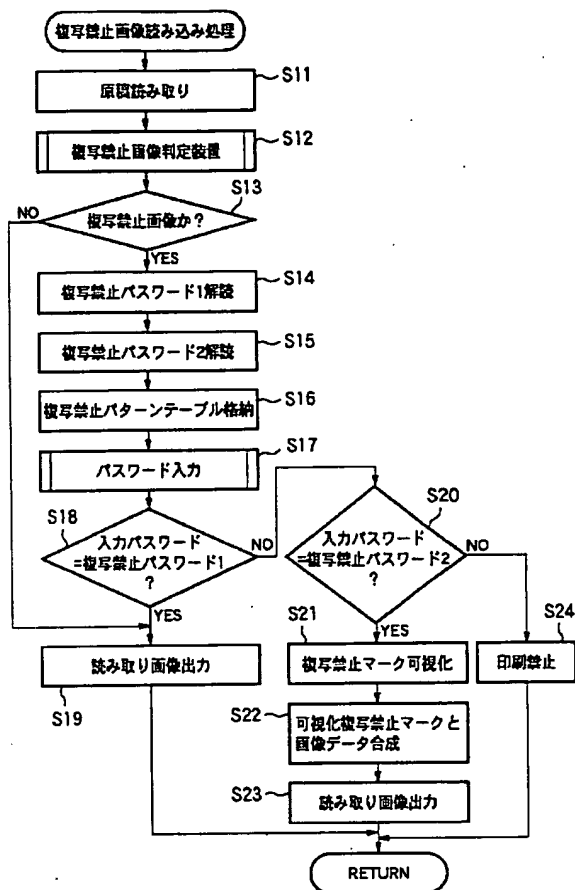 複写禁止画像読み込み処理
S11
原稿読み取り
S12
複写禁止画像判定装置
S13
NO
複写禁止画像か?
YES
S14
複写禁止パスワード1解読
S15
複写禁止パスワード2解読
S16
複写禁止パターンテーブル格納
S17
パスワード入力
S18
入力パスワード
=複写禁止パスワード1
?
NO
YES
S20
入力パスワード
=複写禁止パスワード2
?
NO
YES
S19
読み取り画像出力
S21
複写禁止マーク可視化
S24
印刷禁止
S22
可視化複写禁止マークと
画像データ合成
S23
読み取り画像出力
RETURN